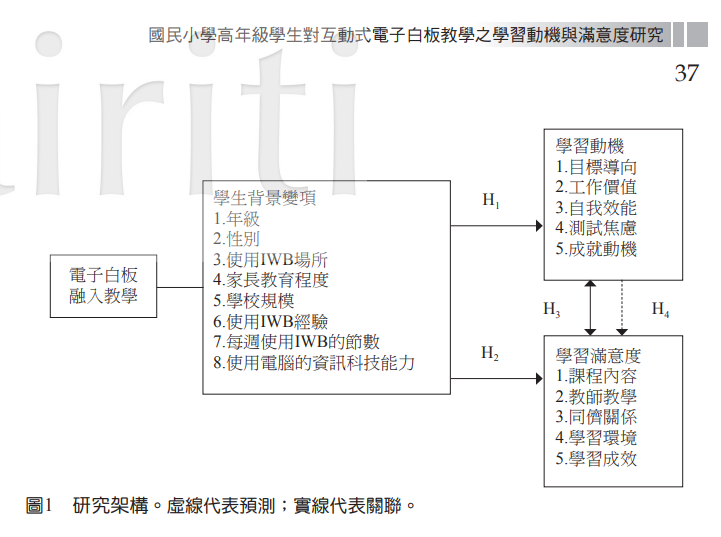 國民小學高年級學生對互動式電子白板教學之學習動機與滿意度研究
37
電子白板
融入教學
學生背景變項
1.年級
2.性別
3.使用IWB場所
4.家長教育程度
5.學校規模
6.使用IWB經驗
7.每週使用IWB的節數
8.使用電腦的資訊科技能力
H1
H2
學習動機
1.目標導向
2.工作價值
3.自我效能
4.測試焦慮
5.成就動機
H3
H4
學習滿意度
1.課程內容
2.教師教學
3.同儕關係
4.學習環境
5.學習成效
圖1 研究架構。虛線代表預測；實線代表關聯。
iriti